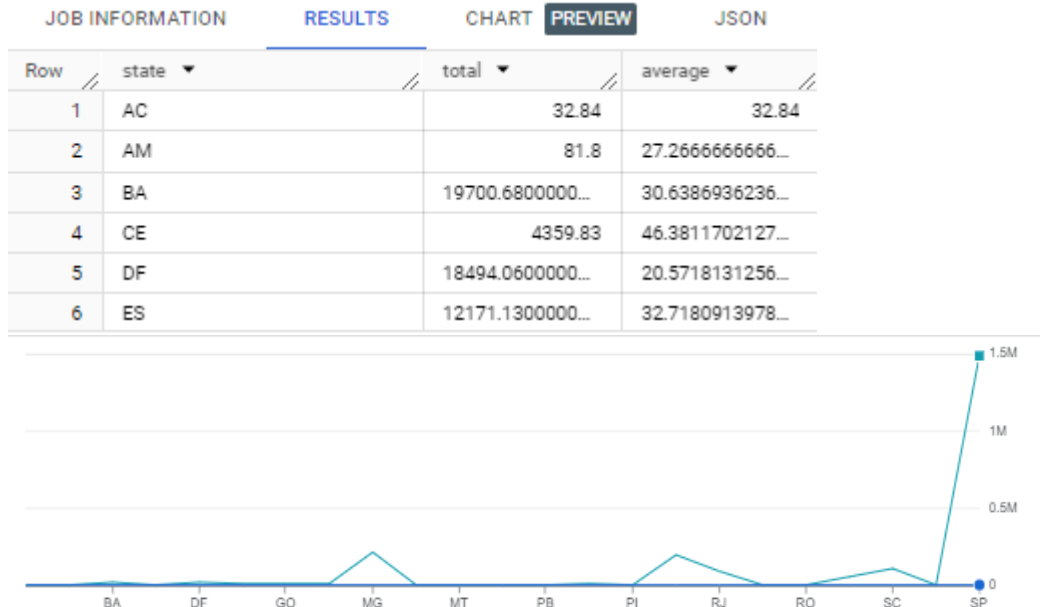 JOB INFORMATION RESULTS CHART PREVIEW JSON
Row state total average
1 AC 32.84 32.84
2 AM 81.8 27.2666666666...
3 BA 19700.6800000... 30.6386936236...
4 CE 4359.83 46.3811702127...
5 DF 18494.0600000... 20.5718131256...
6 ES 12171.1300000... 32.7180913978...
1.5M
1M
0.5M
0
BA DF GO MG MT PB PI RJ RO SC SP